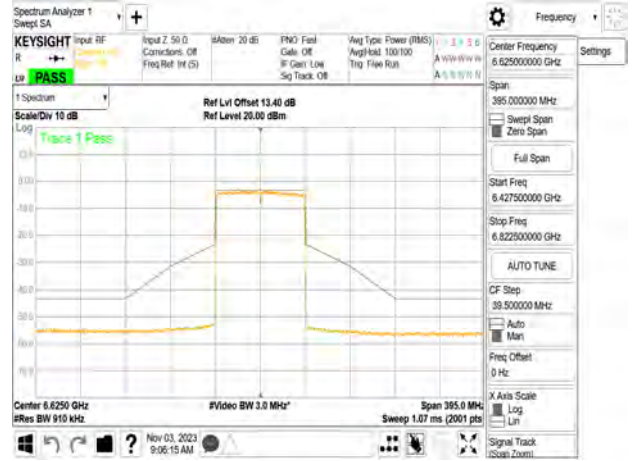 Spectrum Analyzer 1
Swept SA
KEYSIGHT
Input: RF
Input Z: 50 Ω
Corrections: Off
Freq Ref: Int (S)
#Atten: 20 dB
PNO: Fast
Gate: Off
IF Gain: Low
Sig Track: Off
Avg Type: Power (RMS)
Avg|Hold: 100/100
Trig: Free Run
PASS
1 Spectrum
Scale/Div 10 dB
Ref Lvl Offset 13.40 dB
Ref Level 20.00 dBm
Log
Trace 1 Pass
Center 6.6250 GHz
#Res BW 910 kHz
#Video BW 3.0 MHz*
Span 395.0 MHz
Sweep 1.07 ms (2001 pts
Nov 03, 2023
9:06:15 AM
Frequency
Settings
Center Frequency
6.625000000 GHz
Span
395.000000 MHz
Swept Span
Zero Span
Full Span
Start Freq
6.427500000 GHz
Stop Freq
6.822500000 GHz
AUTO TUNE
CF Step
39.500000 MHz
Auto
Man
Freq Offset
0 Hz
X Axis Scale
Log
Lin
Signal Track
(Span Zoom)